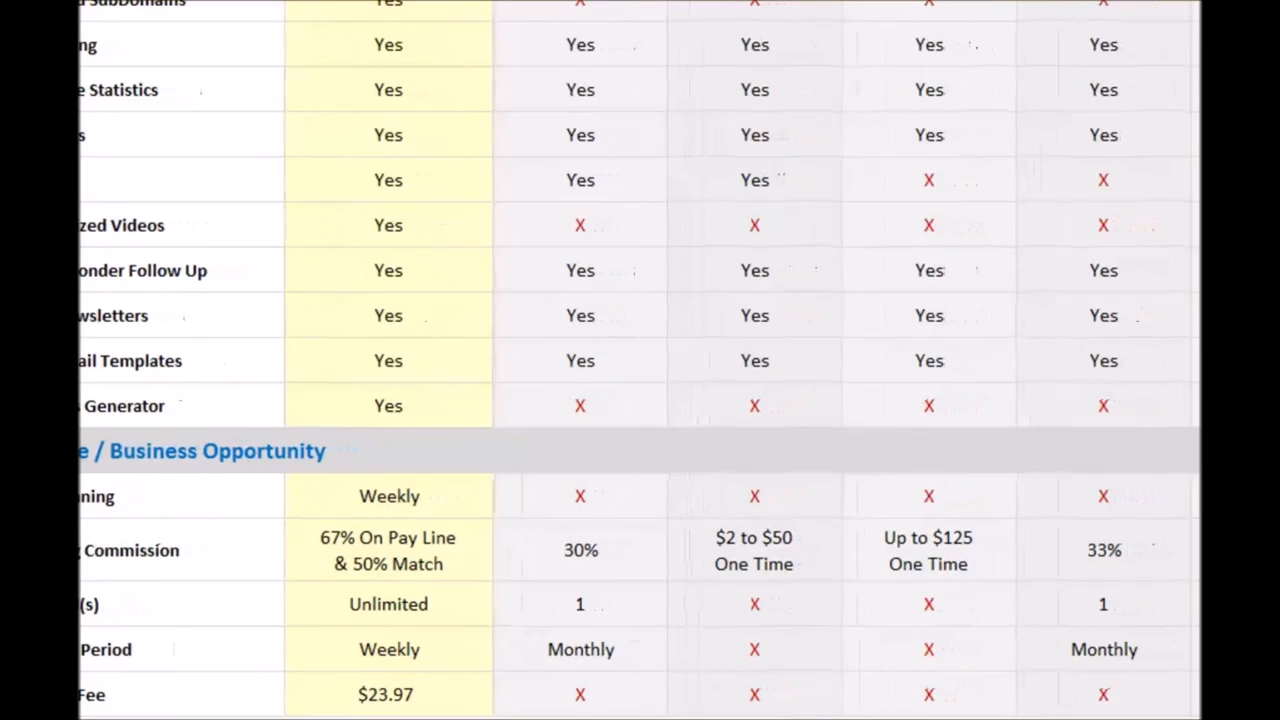 SubDomains Yes X X X X
ng Yes Yes Yes Yes Yes
e Statistics Yes Yes Yes Yes Yes
s Yes Yes Yes Yes Yes
Yes Yes Yes X X
zed Videos Yes X X X X
onder Follow Up Yes Yes Yes Yes Yes
wsletters Yes Yes Yes Yes Yes
ail Templates Yes Yes Yes Yes Yes
s Generator Yes X X X X
e / Business Opportunity
ning Weekly X X X X
g Commission 67% On Pay Line & 50% Match 30% $2 to $50 One Time Up to $125 One Time 33%
(s) Unlimited 1 X X 1
Period Weekly Monthly X X Monthly
Fee $23.97 X X X X